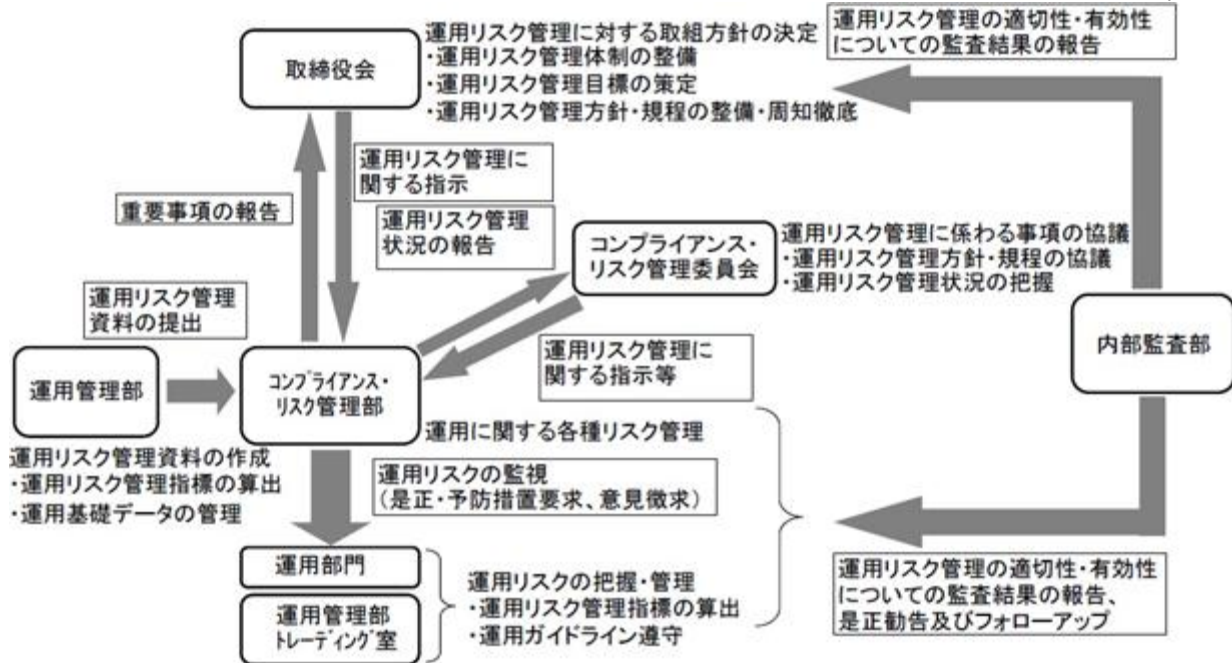 運用リスク管理に対する取組方針の決定
・運用リスク管理体制の整備
・運用リスク管理目標の策定
・運用リスク管理方針・規程の整備・周知徹底
取締役会
運用リスク管理の適切性・有効性
についての監査結果の報告
運用リスク管理に
関する指示
重要事項の報告
運用リスク管理
状況の報告
コンプライアンス・
リスク管理委員会
運用リスク管理に係わる事項の協議
・運用リスク管理方針・規程の協議
・運用リスク管理状況の把握
運用リスク管理
資料の提出
運用リスク管理に
関する指示等
内部監査部
運用管理部
コンプライアンス・
リスク管理部
運用に関する各種リスク管理
運用リスク管理資料の作成
・運用リスク管理指標の算出
・運用基礎データの管理
運用リスクの監視
（是正・予防措置要求、意見徴求）
運用部門
運用管理部
トレーディング室
運用リスクの把握・管理
・運用リスク管理指標の算出
・運用ガイドライン遵守
運用リスク管理の適切性・有効性
についての監査結果の報告、
是正勧告及びフォローアップ